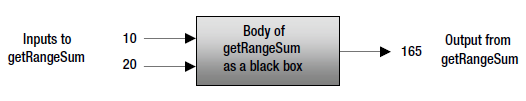 Inputs to
getRangeSum
10
20
Body of
getRangeSum
as a black box
165
Output from
getRangeSum